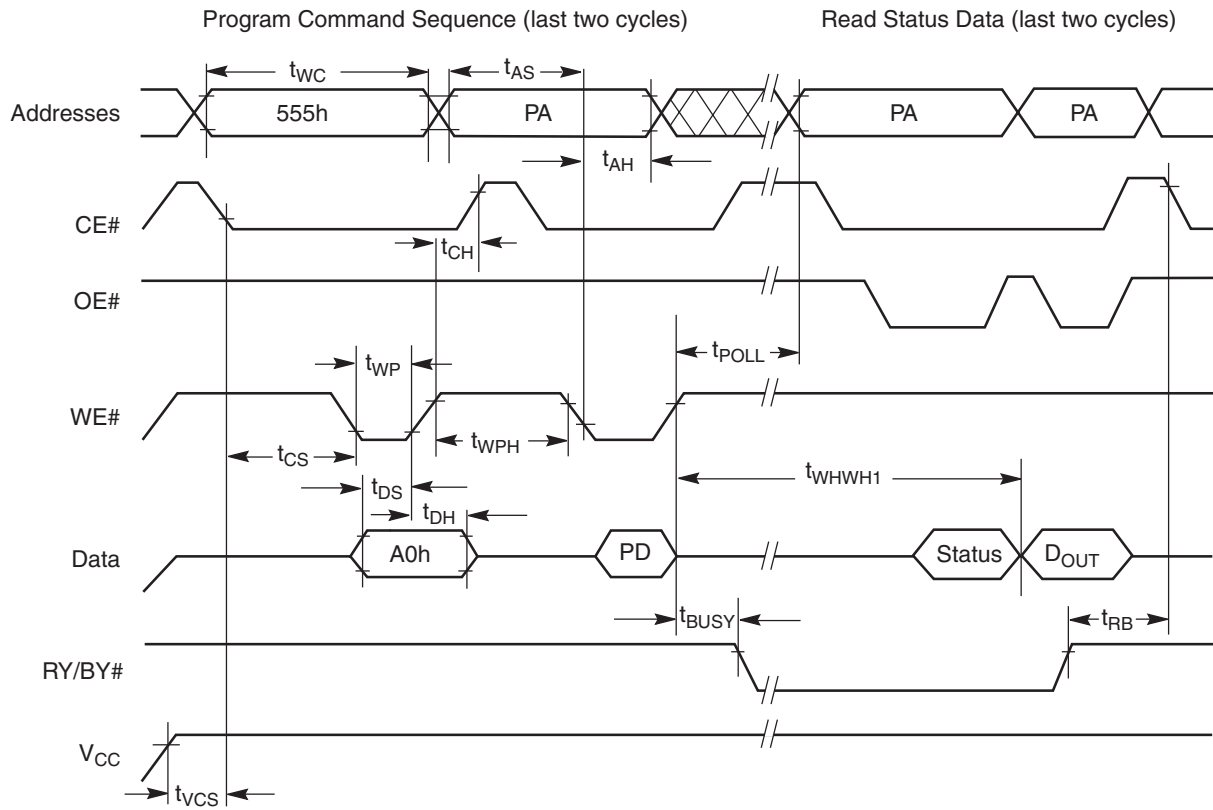 Program Command Sequence (last two cycles)
Read Status Data (last two cycles)
tWC
tAS
Addresses
555h
PA
PA
PA
tAH
CE#
tCH
OE#
tPOLL
tWP
WE#
tWPH
tCS
tWHWH1
tDS
tDH
Data
A0h
PD
Status
DOUT
tBUSY
tRB
RY/BY#
VCC
tVCS